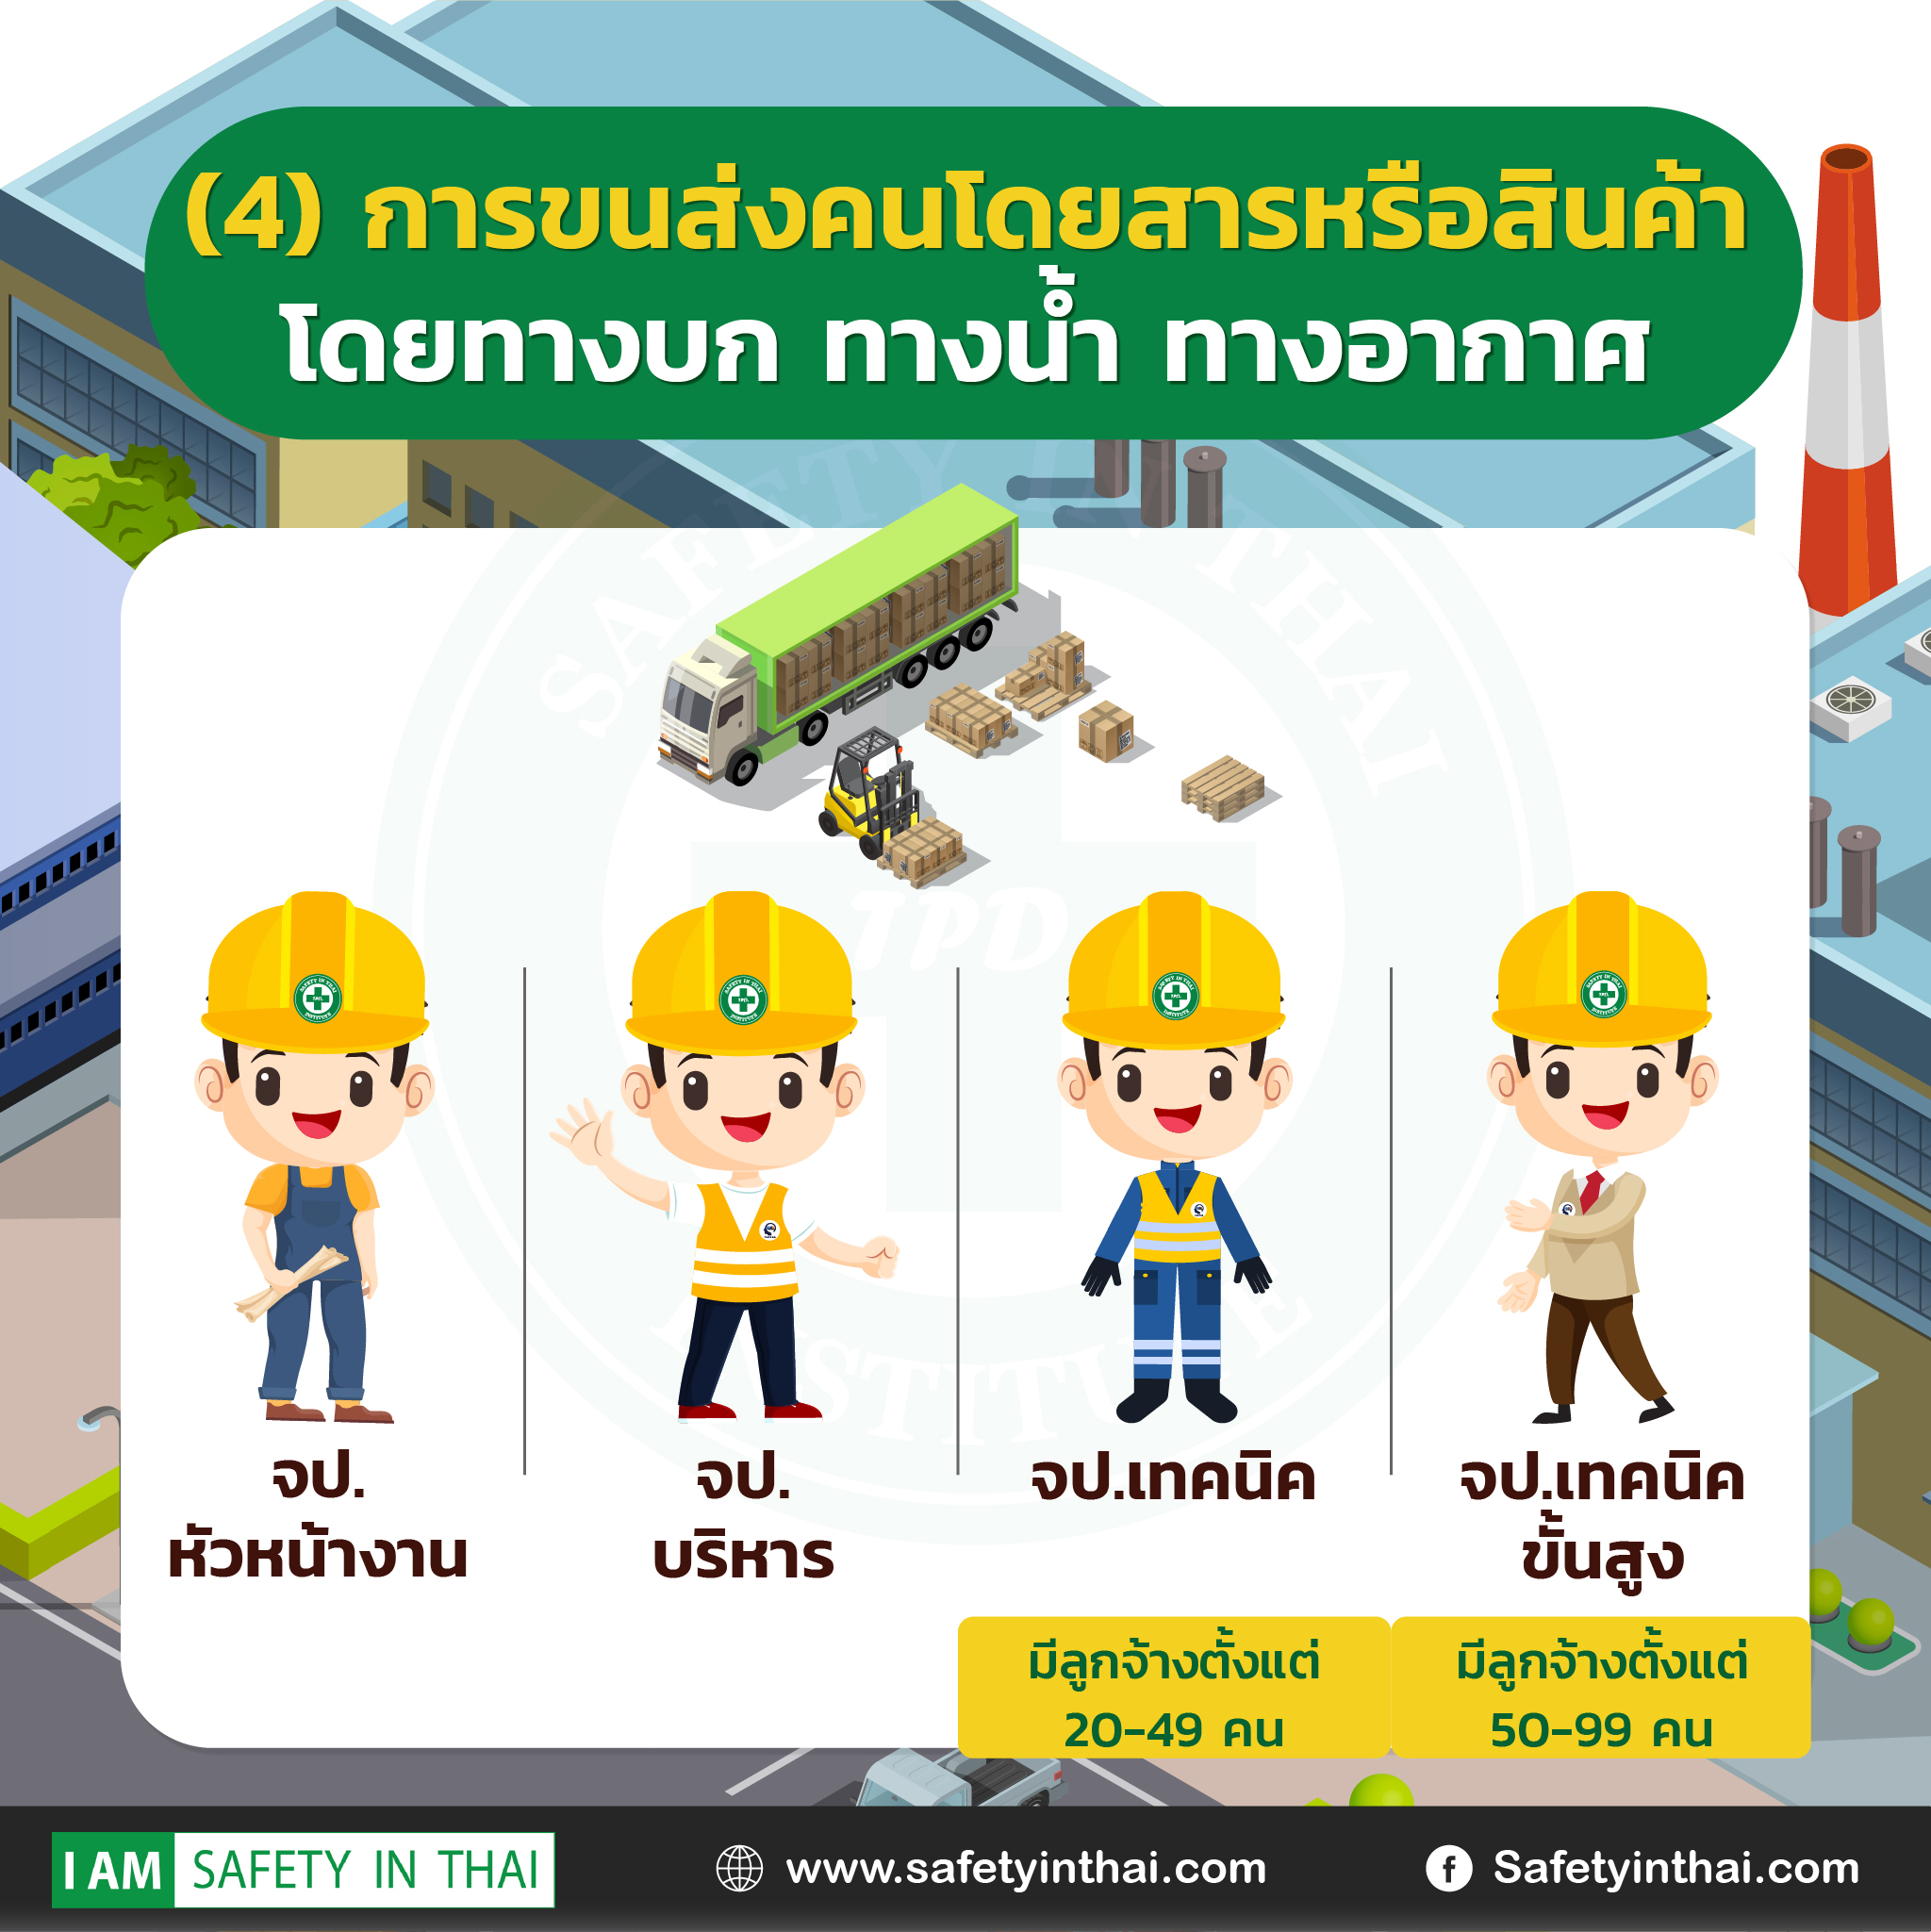 (4) การขนส่งคนโดยสารหรือสินค้า
โดยทางบก ทางน้ำ ทางอากาศ
SAFETY IN THAI
IPD
INSTITUTE
จป.
หัวหน้างาน
จป.
บริหาร
จป.เทคนิค
จป.เทคนิค
ขั้นสูง
มีลูกจ้างตั้งแต่
20-49 คน
มีลูกจ้างตั้งแต่
50-99 คน
I AM SAFETY IN THAI
www.safetyinthai.com
Safetyinthai.com